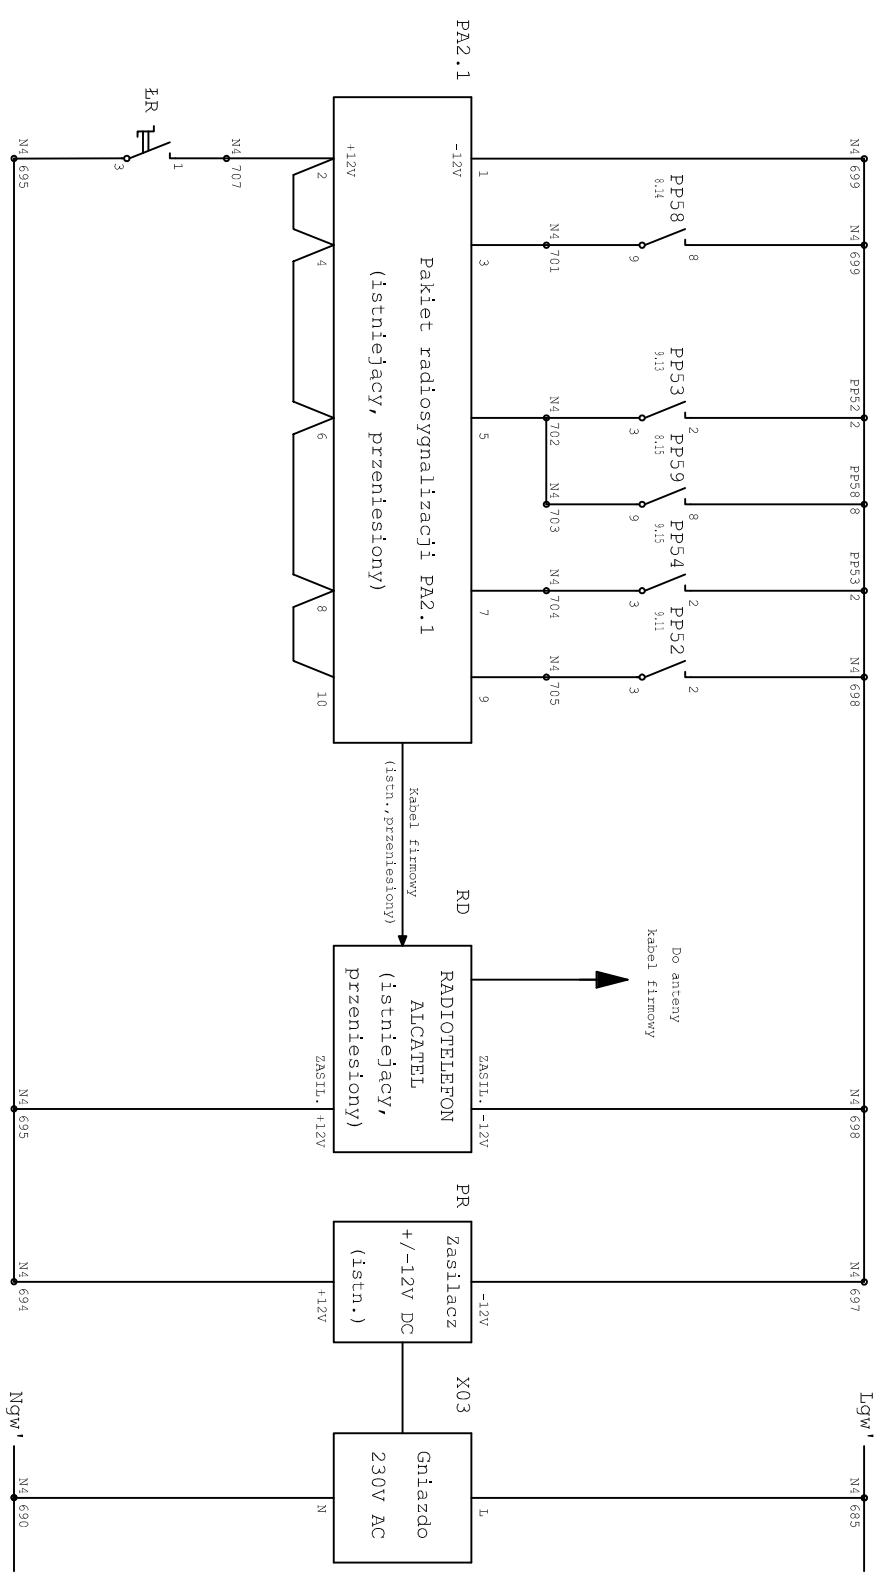 Lgw'
N4 699
N4 699
PP52 2
PP58 8
PP53 2
N4 698
N4 698
N4 697
N4 685
8
2
8
2
2
PP58
PP53
PP59
PP54
PP52
8.14
9.13
8.15
9.15
9.11
9
3
9
3
3
Do anteny
kabel firmowy
N4 701
N4 702
N4 703
N4 704
N4 705
1
3
5
7
9
ZASIL. -12V
-12V
L
PA2.1
RD
PR
X03
-12V
+12V
Pakiet radiosygnalizacji PA2.1
(istniejący, przeniesiony)
Kabel firmowy
(istn.,przeniesiony)
RADIOTELEFON
ALCATEL
(istniejący,
przeniesiony)
Zasilacz
+/-12V DC
(istn.)
Gniazdo
230V AC
2
4
6
8
10
ZASIL. +12V
+12V
N
N4 707
ŁR
1
3
N4 695
N4 695
N4 694
N4 690
Ngw'